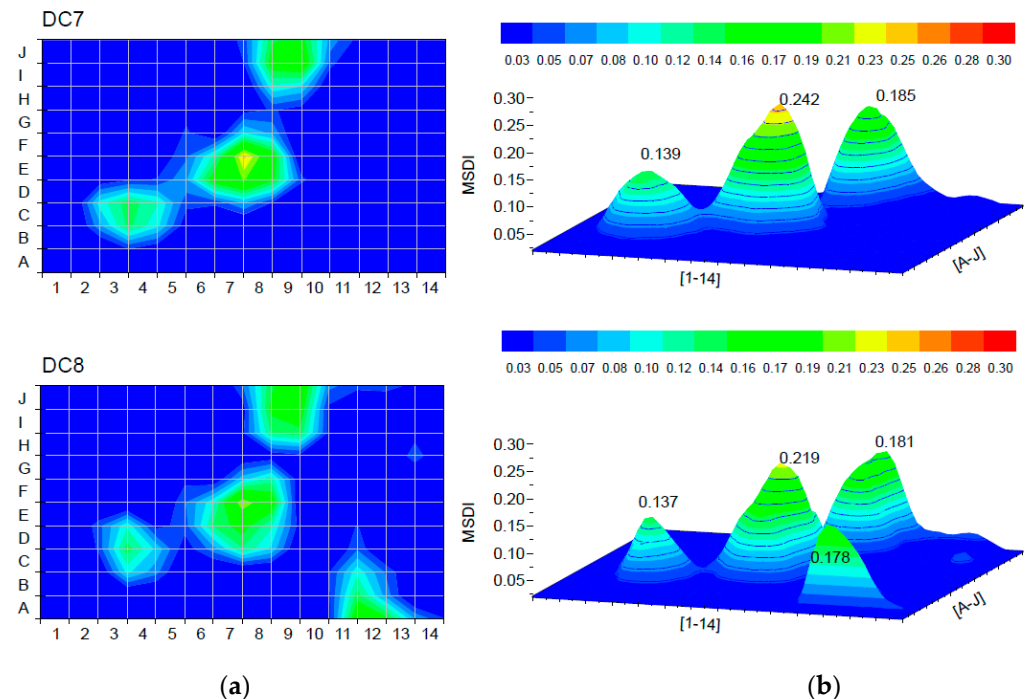 DC7
J
I
H
G
F
E
D
C
B
A
1 2 3 4 5 6 7 8 9 10 11 12 13 14
0.03 0.05 0.07 0.08 0.10 0.12 0.14 0.16 0.17 0.19 0.21 0.23 0.25 0.26 0.28 0.30
0.30
0.25
0.20
0.15
0.10
0.05
MSDI
0.139
0.242
0.185
[1-14]
[A-J]
DC8
J
I
H
G
F
E
D
C
B
A
1 2 3 4 5 6 7 8 9 10 11 12 13 14
0.03 0.05 0.07 0.08 0.10 0.12 0.14 0.16 0.17 0.19 0.21 0.23 0.25 0.26 0.28 0.30
0.30
0.25
0.20
0.15
0.10
0.05
MSDI
0.137
0.219
0.181
0.178
[1-14]
[A-J]
(a)
(b)